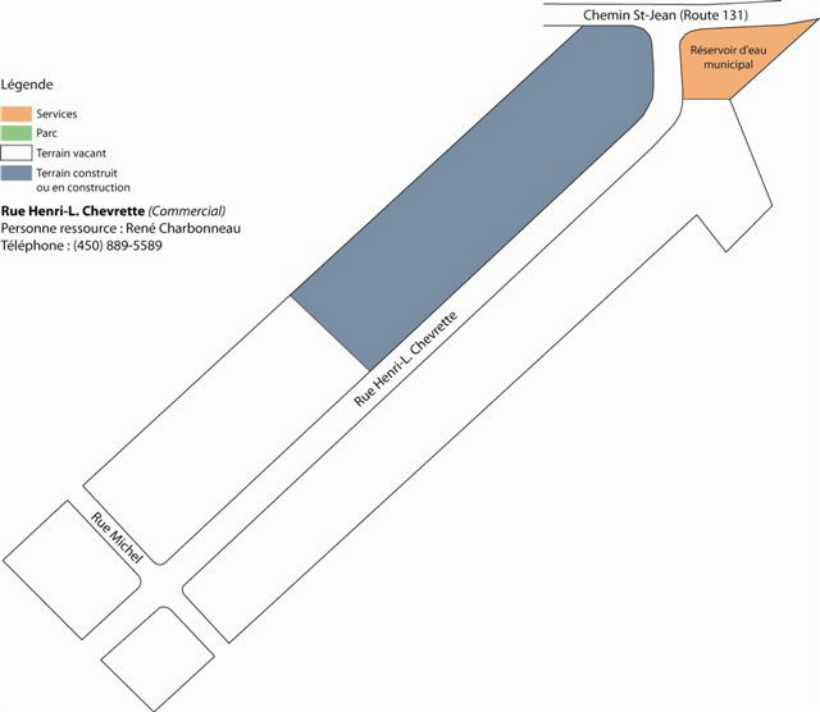 Chemin St-Jean (Route 131)
Réservoir d'eau
municipal
Légende
Services
Parc
Terrain vacant
Terrain construit
ou en construction
Rue Henri-L. Chevrette (Commercial)
Personne ressource : René Charbonneau
Téléphone : (450) 889-5589
Rue Henri-L. Chevrette
Rue Michel